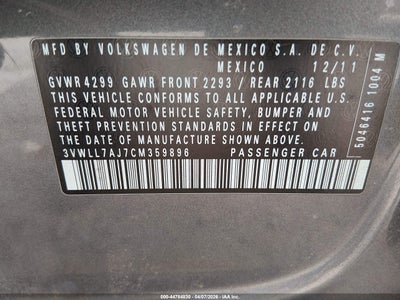 MFD BY VOLKSWAGEN DE MEXICO S.A. DE C.V.
MEXICO 12/11
GVWR 4299 GAWR FRONT 2293 / REAR 2116 LBS
THIS VEHICLE CONFORMS TO ALL APPLICABLE U.S.
FEDERAL MOTOR VEHICLE SAFETY, BUMPER AND
THEFT PREVENTION STANDARDS IN EFFECT ON THE
DATE OF MANUFACTURE SHOWN ABOVE.
3VWLL7AJ7CM359896 PASSENGER CAR
5046416 1004 M
000-44784030 - 04/07/2026 - IAA Inc.